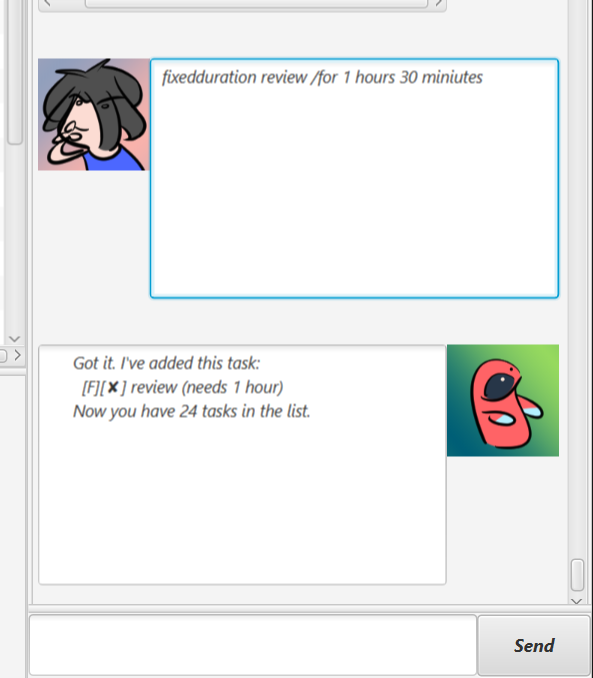 fixedduration review /for 1 hours 30 miniutes
Got it. I've added this task:
[F][✘] review (needs 1 hour)
Now you have 24 tasks in the list.
Send